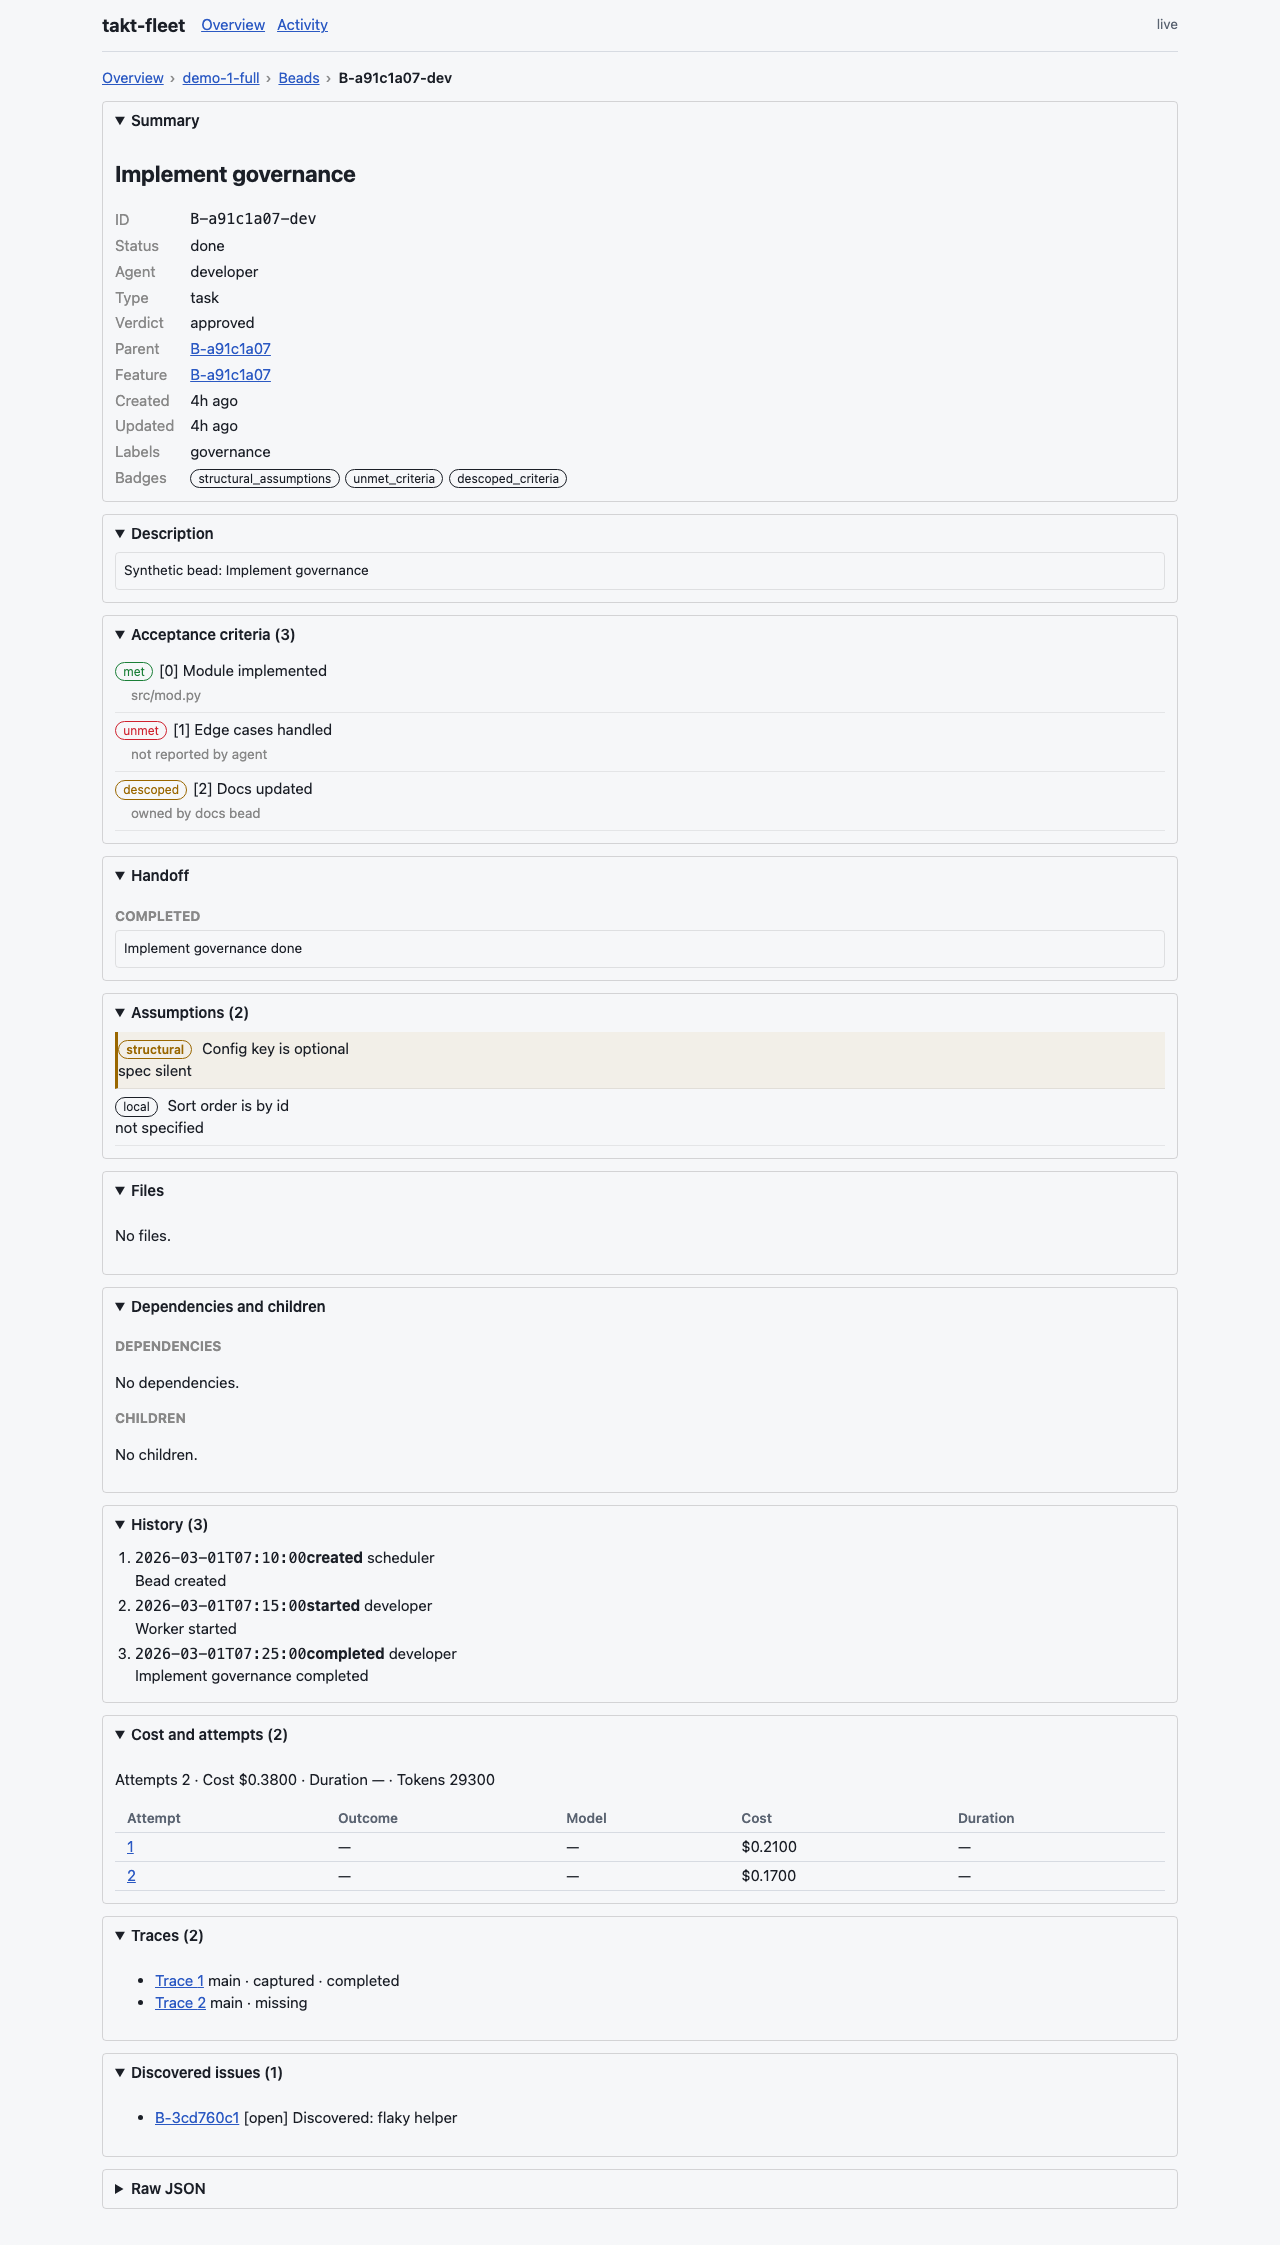 takt-fleet Overview Activity live
Overview › demo-1-full › Beads › B-a91c1a07-dev
▼ Summary
Implement governance
ID B-a91c1a07-dev
Status done
Agent developer
Type task
Verdict approved
Parent B-a91c1a07
Feature B-a91c1a07
Created 4h ago
Updated 4h ago
Labels governance
Badges structural_assumptions unmet_criteria descoped_criteria
▼ Description
Synthetic bead: Implement governance
▼ Acceptance criteria (3)
met [0] Module implemented
src/mod.py
unmet [1] Edge cases handled
not reported by agent
descoped [2] Docs updated
owned by docs bead
▼ Handoff
COMPLETED
Implement governance done
▼ Assumptions (2)
structural Config key is optional
spec silent
local Sort order is by id
not specified
▼ Files
No files.
▼ Dependencies and children
DEPENDENCIES
No dependencies.
CHILDREN
No children.
▼ History (3)
1. 2026-03-01T07:10:00created scheduler
Bead created
2. 2026-03-01T07:15:00started developer
Worker started
3. 2026-03-01T07:25:00completed developer
Implement governance completed
▼ Cost and attempts (2)
Attempts 2 · Cost $0.3800 · Duration — · Tokens 29300
Attempt Outcome Model Cost Duration
1 — — $0.2100 —
2 — — $0.1700 —
▼ Traces (2)
• Trace 1 main · captured · completed
• Trace 2 main · missing
▼ Discovered issues (1)
• B-3cd760c1 [open] Discovered: flaky helper
▶ Raw JSON